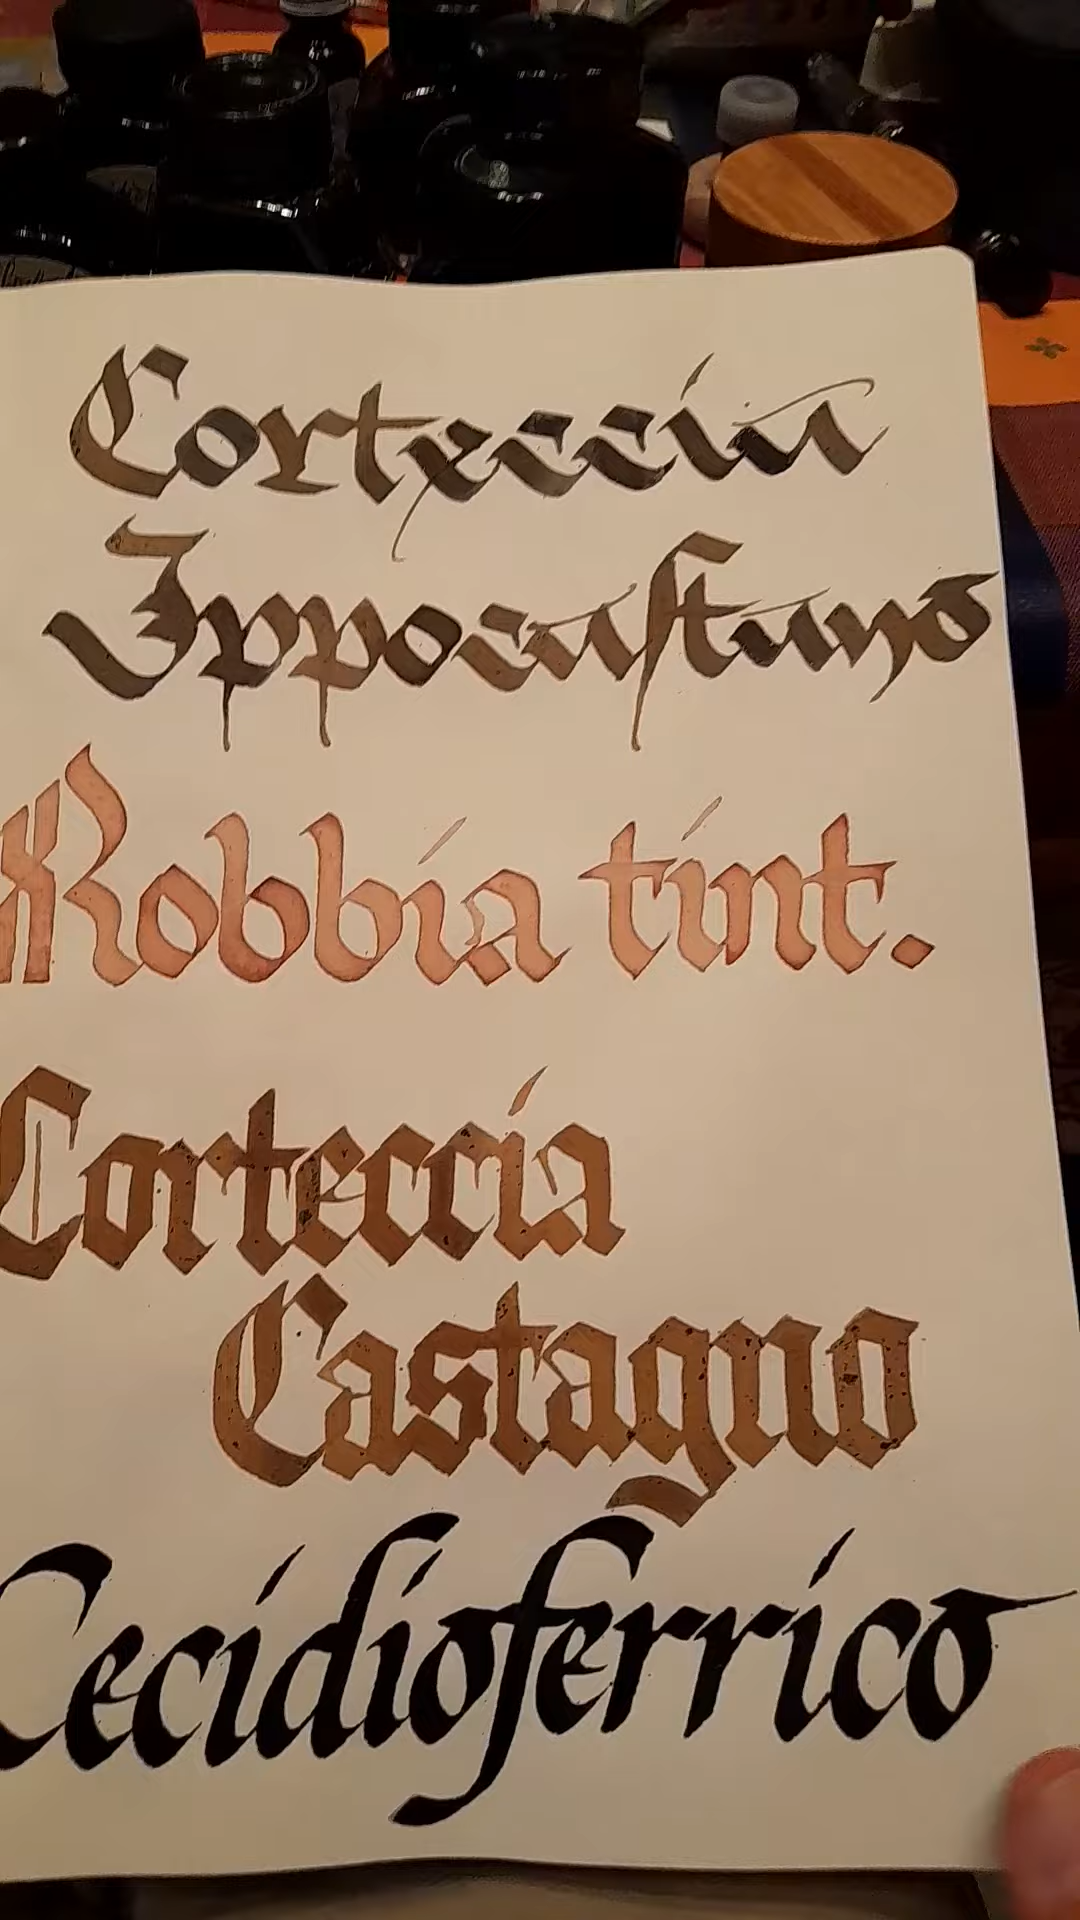 Corteccia
Ippocastano
Robbia tint.
Corteccia
Castagno
Cecidioferrico